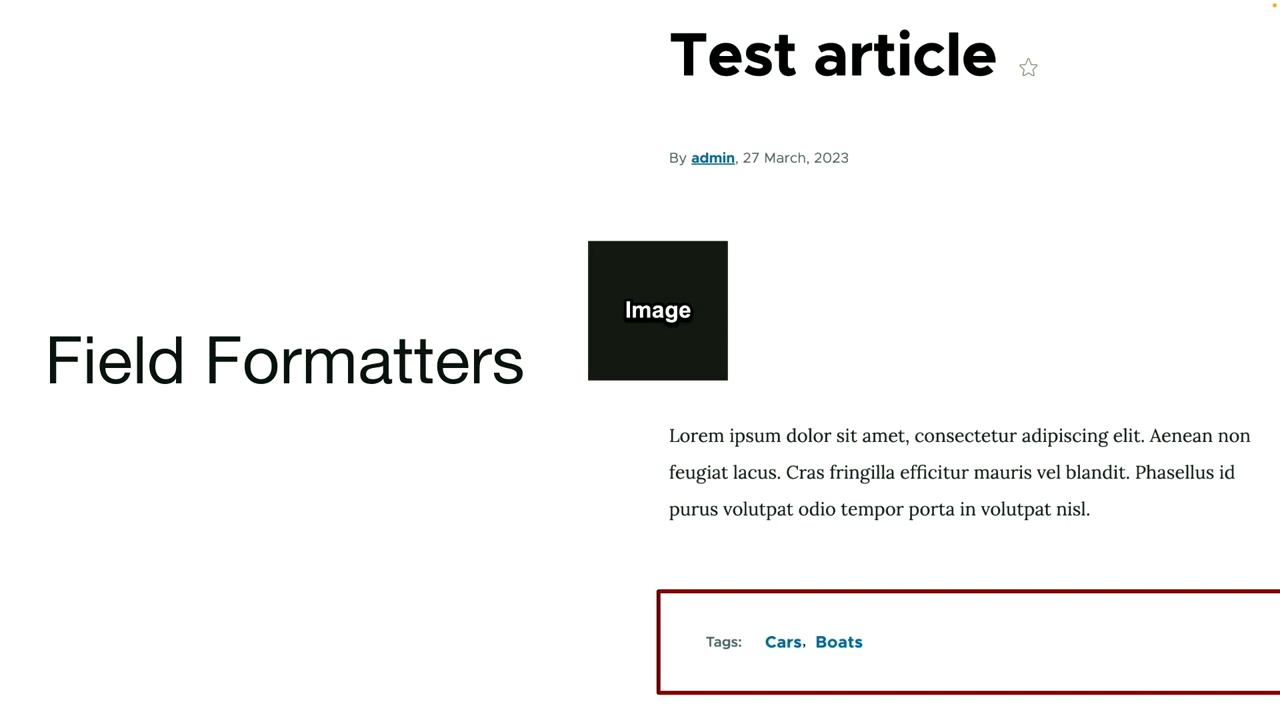 Field Formatters
Test article
By admin, 27 March, 2023
Image
Lorem ipsum dolor sit amet, consectetur adipiscing elit. Aenean non
feugiat lacus. Cras fringilla efficitur mauris vel blandit. Phasellus id
purus volutpat odio tempor porta in volutpat nisl.
Tags: Cars, Boats